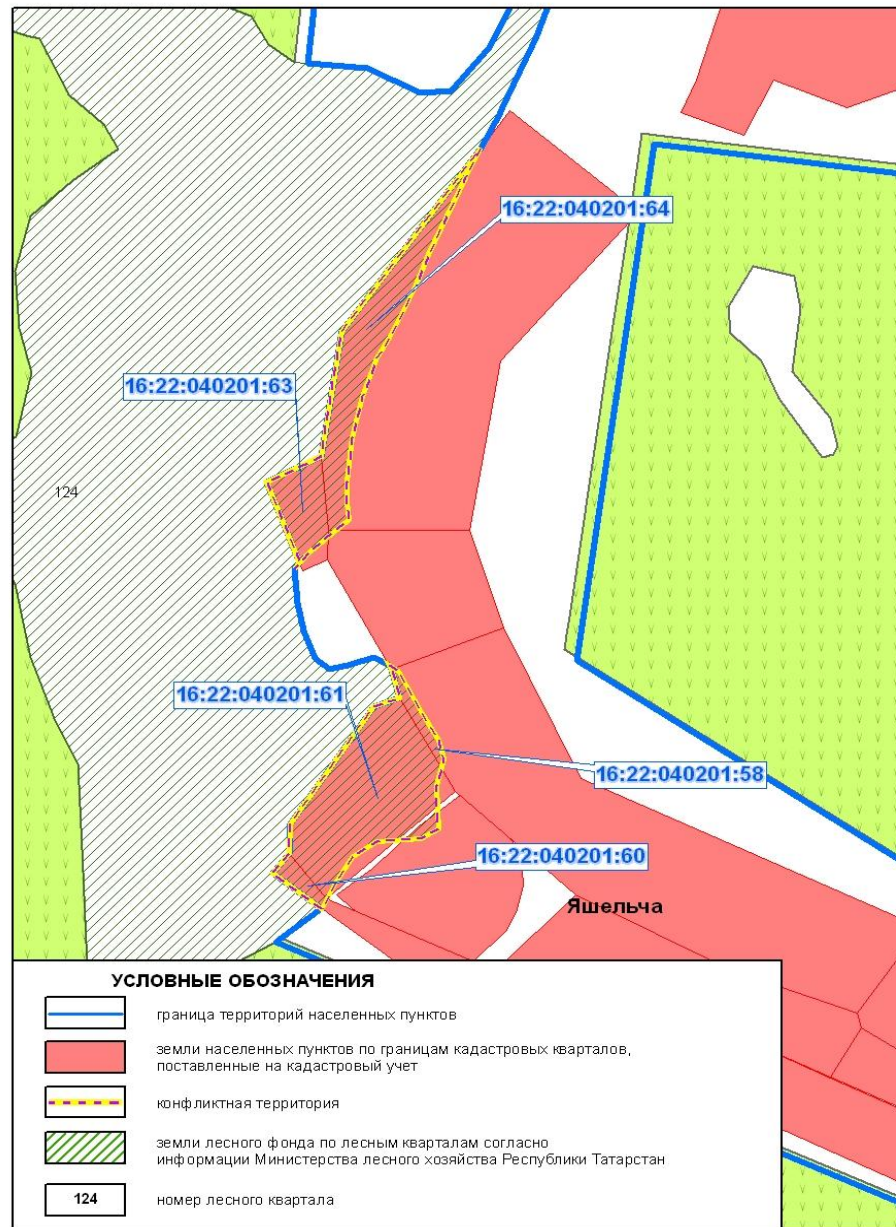 16:22:040201:64
16:22:040201:63
124
16:22:040201:61
16:22:040201:58
16:22:040201:60
Яшельча
УСЛОВНЫЕ ОБОЗНАЧЕНИЯ
граница территорий населенных пунктов
земли населенных пунктов по границам кадастровых кварталов,
поставленные на кадастровый учет
конфликтная территория
земли лесного фонда по лесным кварталам согласно
информации Министерства лесного хозяйства Республики Татарстан
124 номер лесного квартала